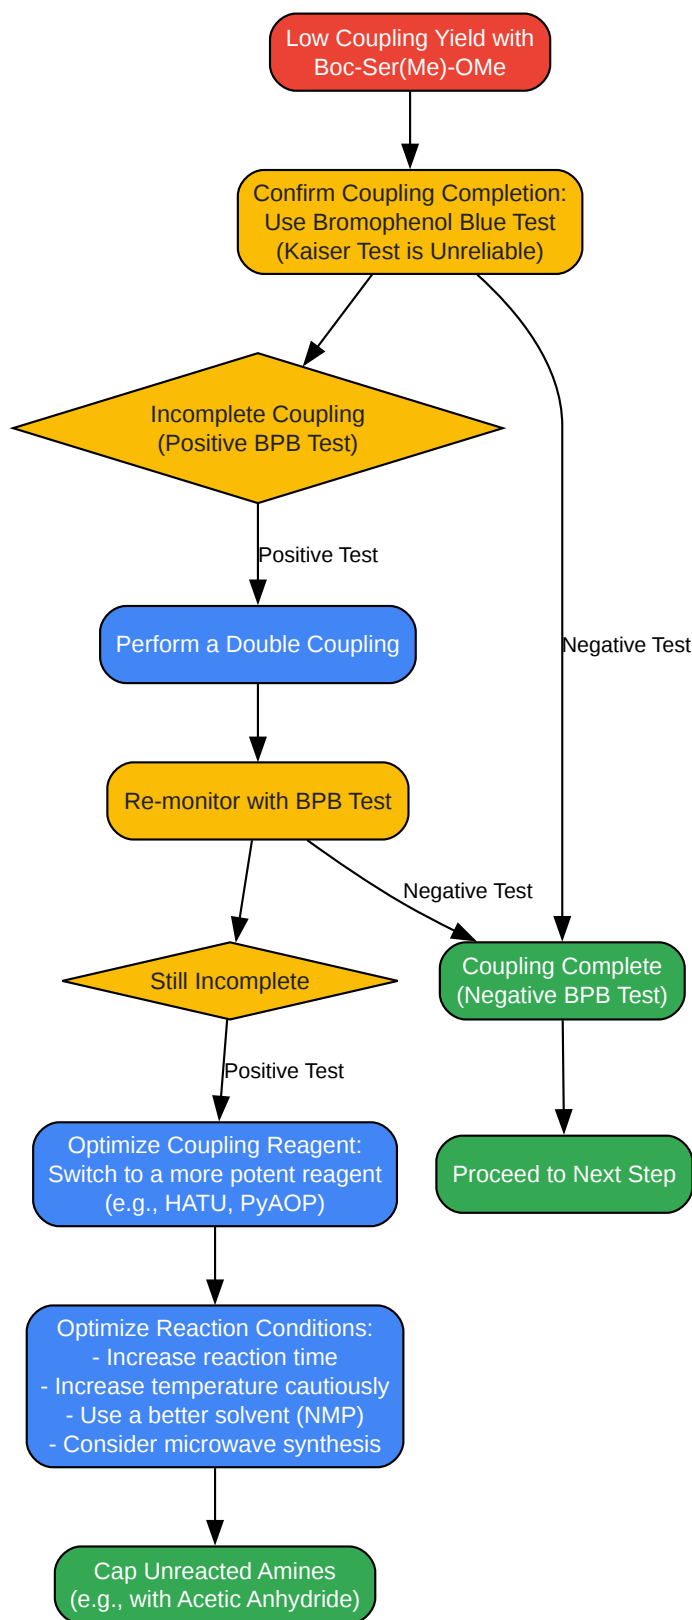 Low Coupling Yield with
Boc-Ser(Me)-OMe
Confirm Coupling Completion:
Use Bromophenol Blue Test
(Kaiser Test is Unreliable)
Incomplete Coupling
(Positive BPB Test)
Positive Test
Perform a Double Coupling
Negative Test
Re-monitor with BPB Test
Negative Test
Still Incomplete
Coupling Complete
(Negative BPB Test)
Positive Test
Optimize Coupling Reagent:
Switch to a more potent reagent
(e.g., HATU, PyAOP)
Proceed to Next Step
Optimize Reaction Conditions:
- Increase reaction time
- Increase temperature cautiously
- Use a better solvent (NMP)
- Consider microwave synthesis
Cap Unreacted Amines
(e.g., with Acetic Anhydride)